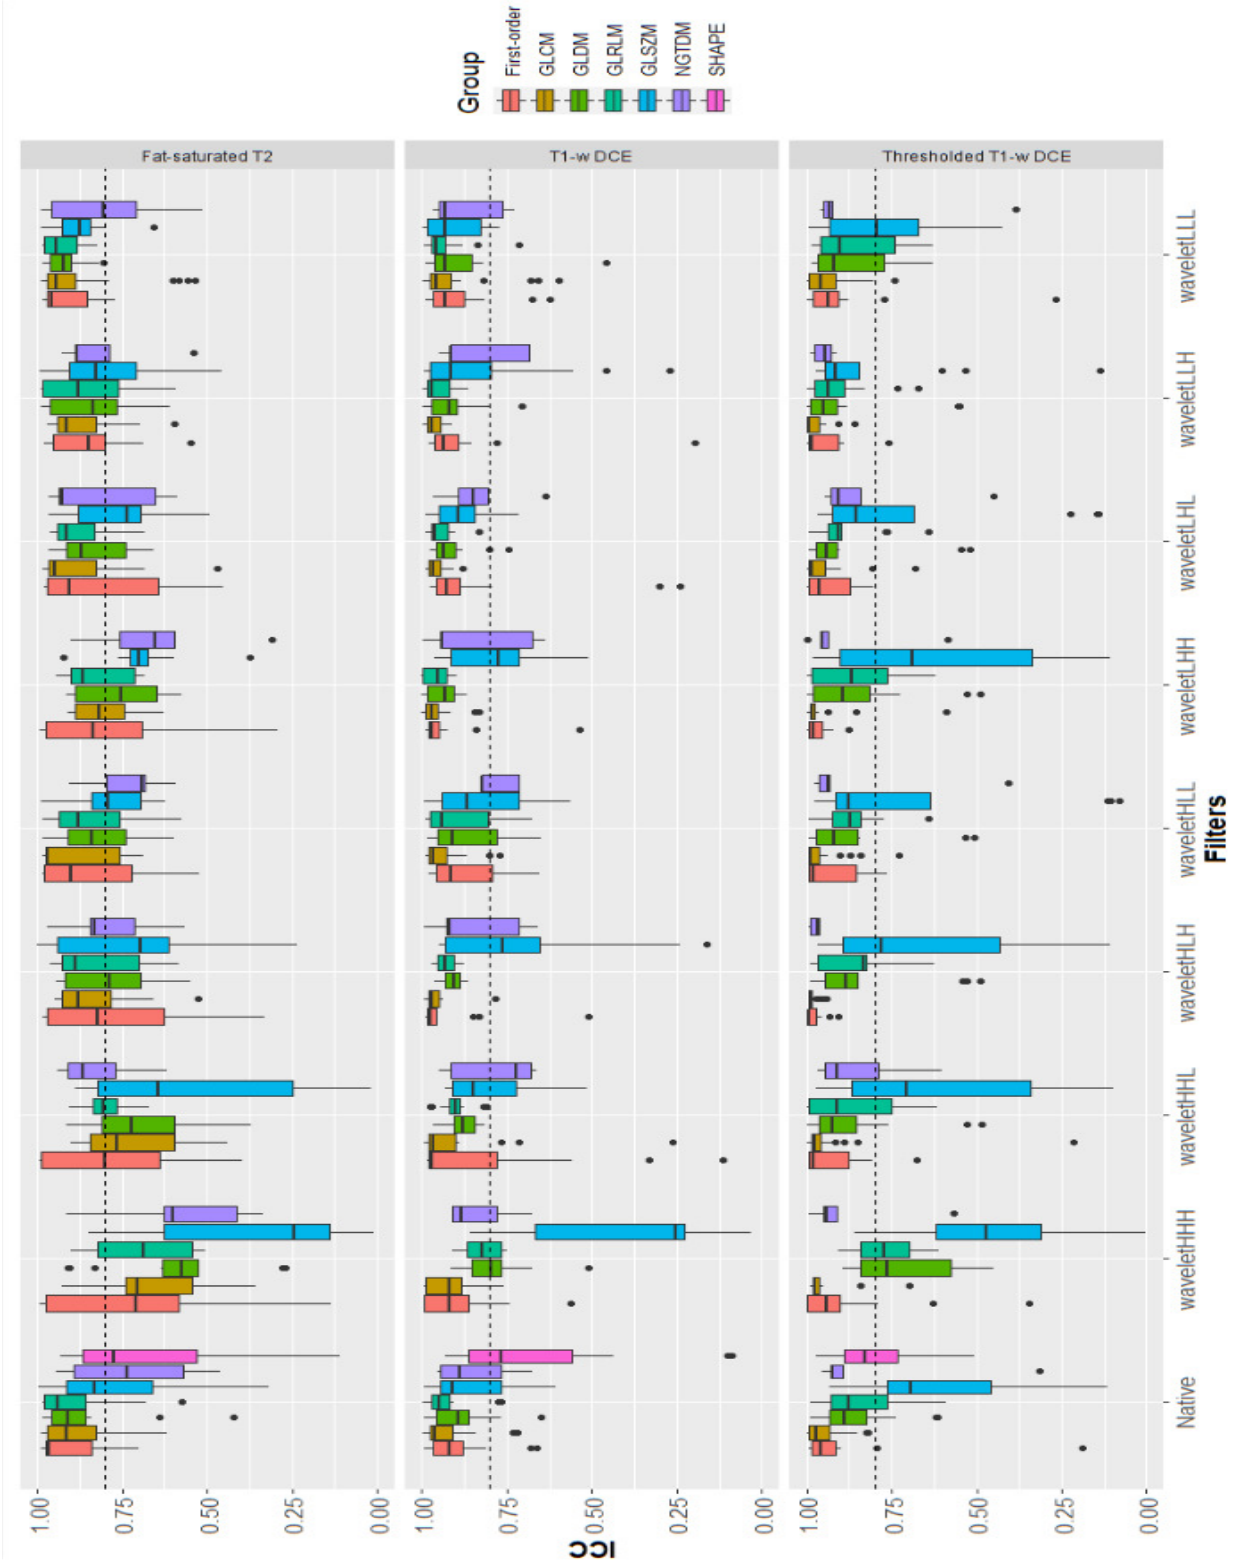 Group
First-order
GLCM
GLDM
GLRLM
GLSZM
NGTDM
SHAPE
Fat-saturated T2
1.00
0.75
0.50
0.25
0.00
T1-w DCE
1.00
0.75
0.50
0.25
0.00
Thresholded T1-w DCE
1.00
0.75
0.50
0.25
0.00
ICC
Native
waveletHHH
waveletHHL
waveletHLH
waveletHLL
waveletLHH
waveletLHL
waveletLLH
waveletLLL
Filters